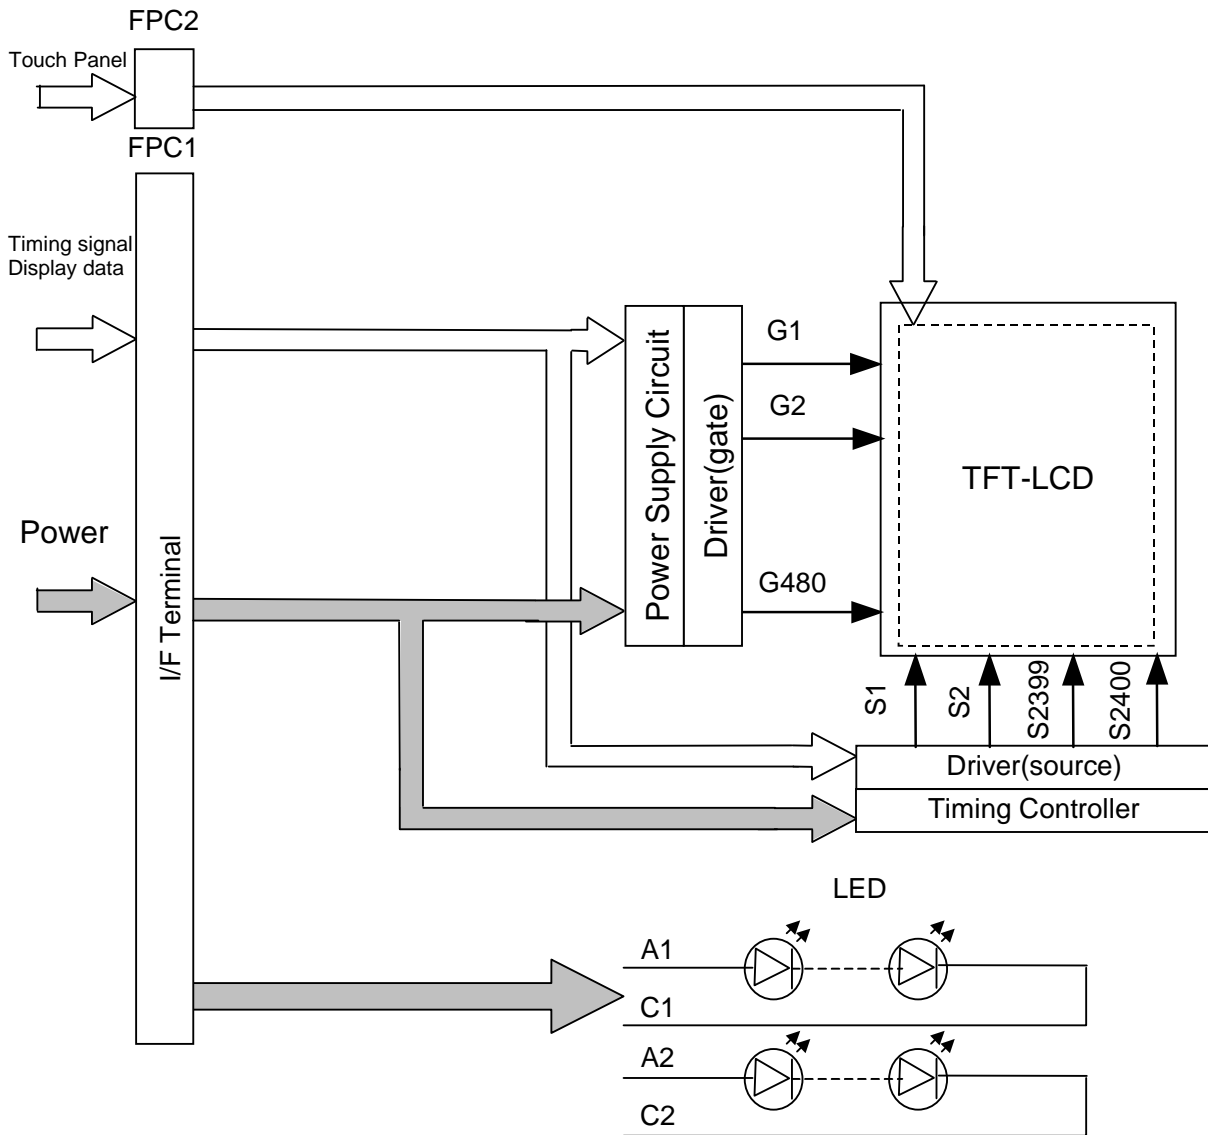 FPC2
Touch Panel
FPC1
Timing signal
Display data
Power
I/F Terminal
Power Supply Circuit
Driver(gate)
G1
G2
G480
TFT-LCD
S1
S2
S2399
S2400
Driver(source)
Timing Controller
LED
A1
C1
A2
C2